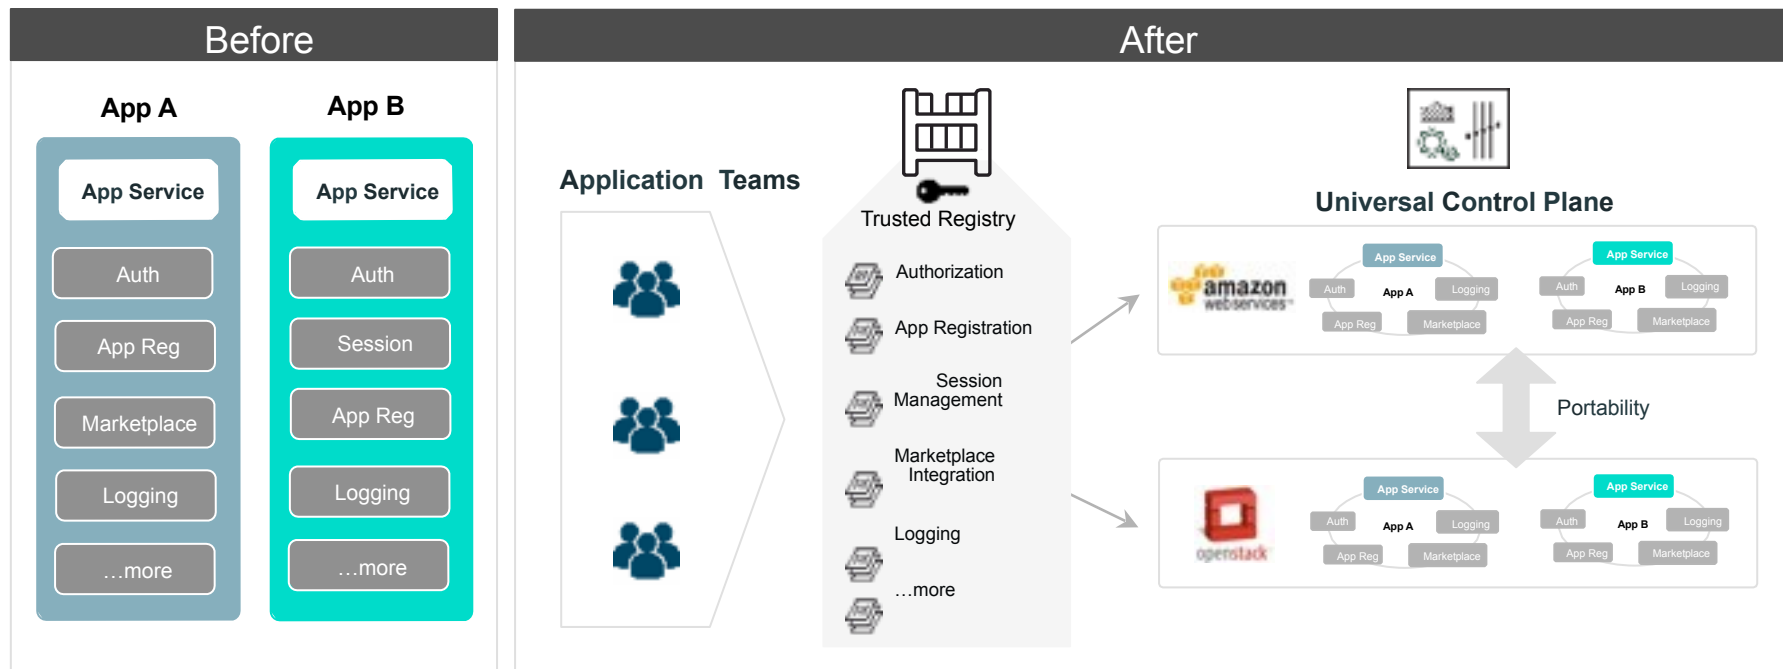 Before
App A
App Service
Auth
App Reg
Marketplace
Logging
...more
App B
App Service
Auth
Session
App Reg
Logging
...more
After
Application Teams
Trusted Registry
Authorization
App Registration
Session
Management
Marketplace
Integration
Logging
...more
Universal Control Plane
amazon
webservices™
App Service
Auth
App A
Logging
App Reg
Marketplace
App Service
Auth
App B
Logging
App Reg
Marketplace
Portability
openstack
App Service
Auth
App A
Logging
App Reg
Marketplace
App Service
Auth
App B
Logging
App Reg
Marketplace